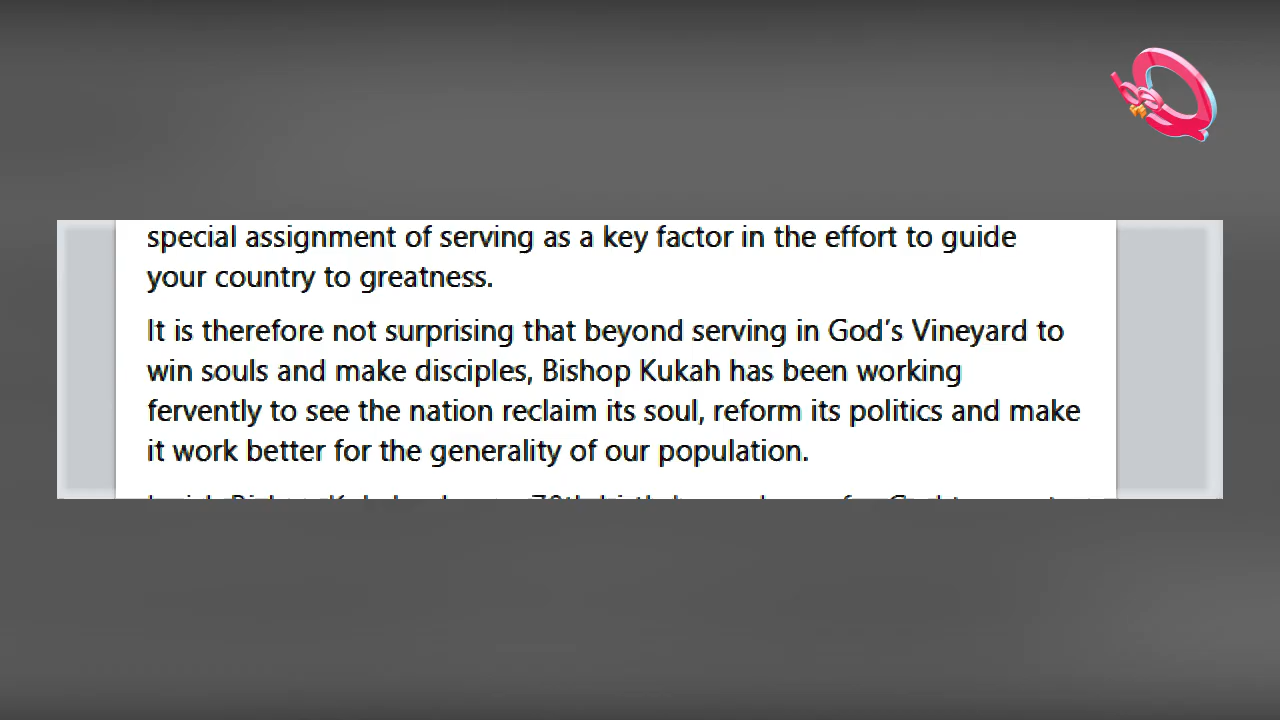 special assignment of serving as a key factor in the effort to guide
your country to greatness.
It is therefore not surprising that beyond serving in God’s Vineyard to
win souls and make disciples, Bishop Kukah has been working
fervently to see the nation reclaim its soul, reform its politics and make
it work better for the generality of our population.